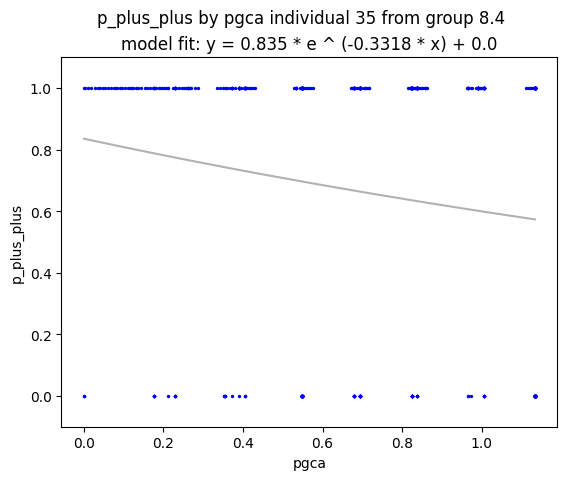 p_plus_plus by pgca individual 35 from group 8.4
model fit: y = 0.835 * e ^ (-0.3318 * x) + 0.0
1.0
0.8
0.6
0.4
0.2
0.0
p_plus_plus
0.0 0.2 0.4 0.6 0.8 1.0
pgca